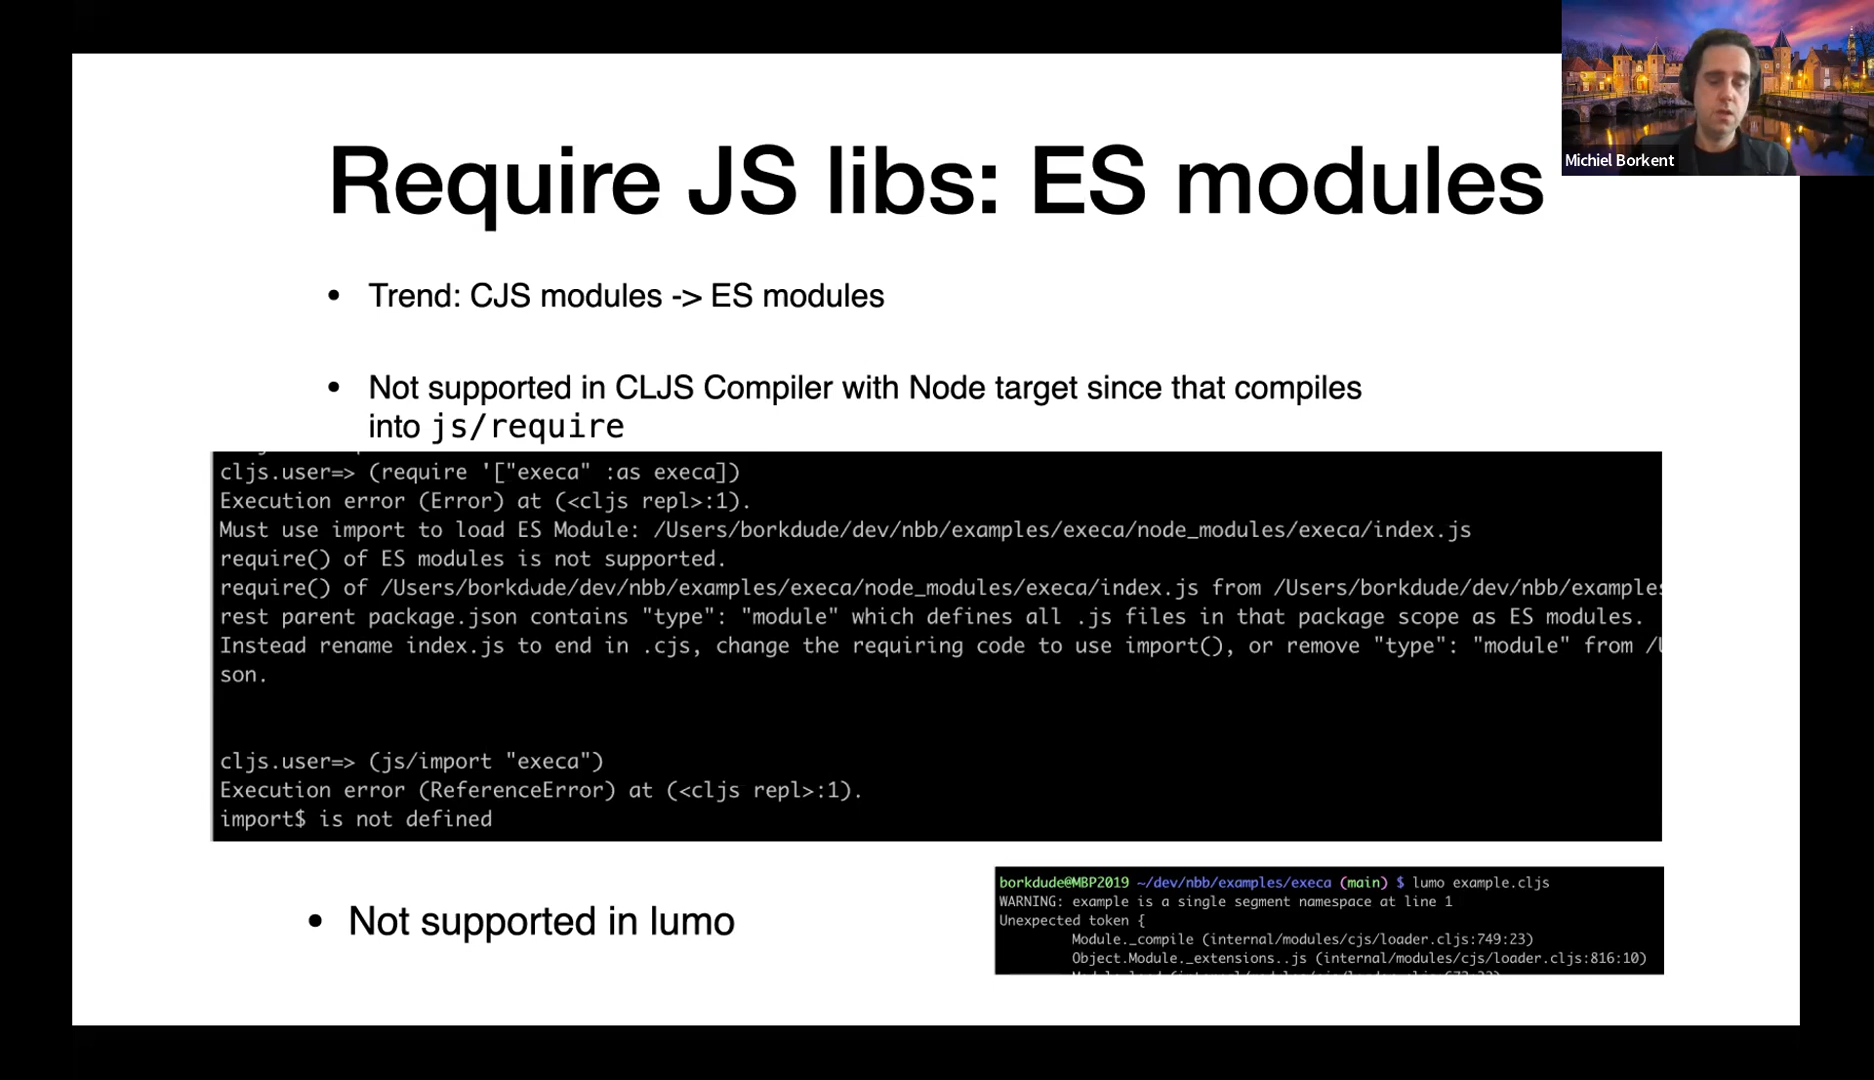 Michiel Borkent
Require JS libs: ES modules
• Trend: CJS modules -> ES modules
• Not supported in CLJS Compiler with Node target since that compiles
into js/require
cljs.user=> (require '["execa" :as execa])
Execution error (Error) at (<cljs repl>:1).
Must use import to load ES Module: /Users/borkdude/dev/nbb/examples/execa/node_modules/execa/index.js
require() of ES modules is not supported.
require() of /Users/borkdude/dev/nbb/examples/execa/node_modules/execa/index.js from /Users/borkdude/dev/nbb/examples
rest parent package.json contains "type": "module" which defines all .js files in that package scope as ES modules.
Instead rename index.js to end in .cjs, change the requiring code to use import(), or remove "type": "module" from /U
son.
cljs.user=> (js/import "execa")
Execution error (ReferenceError) at (<cljs repl>:1).
import$ is not defined
• Not supported in lumo
borkdude@MBP2019 ~/dev/nbb/examples/execa (main) $ lumo example.cljs
WARNING: example is a single segment namespace at line 1
Unexpected token {
Module._compile (internal/modules/cjs/loader.cljs:749:23)
Object.Module._extensions..js (internal/modules/cjs/loader.cljs:816:10)